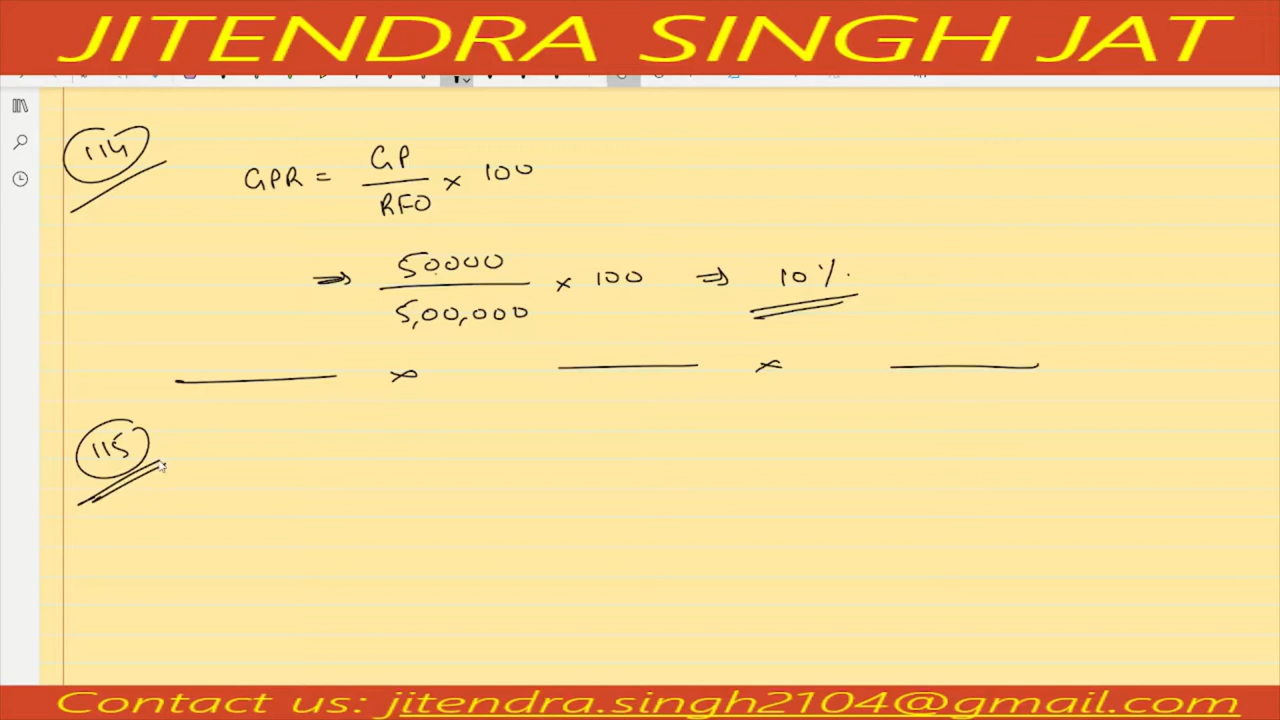 JITENDRA SINGH JAT
114
GPR = GP / RFO × 100
⇒ 50000 / 5,00,000 × 100 ⇒ 10%.
115
Contact us: jitendra.singh2104@gmail.com